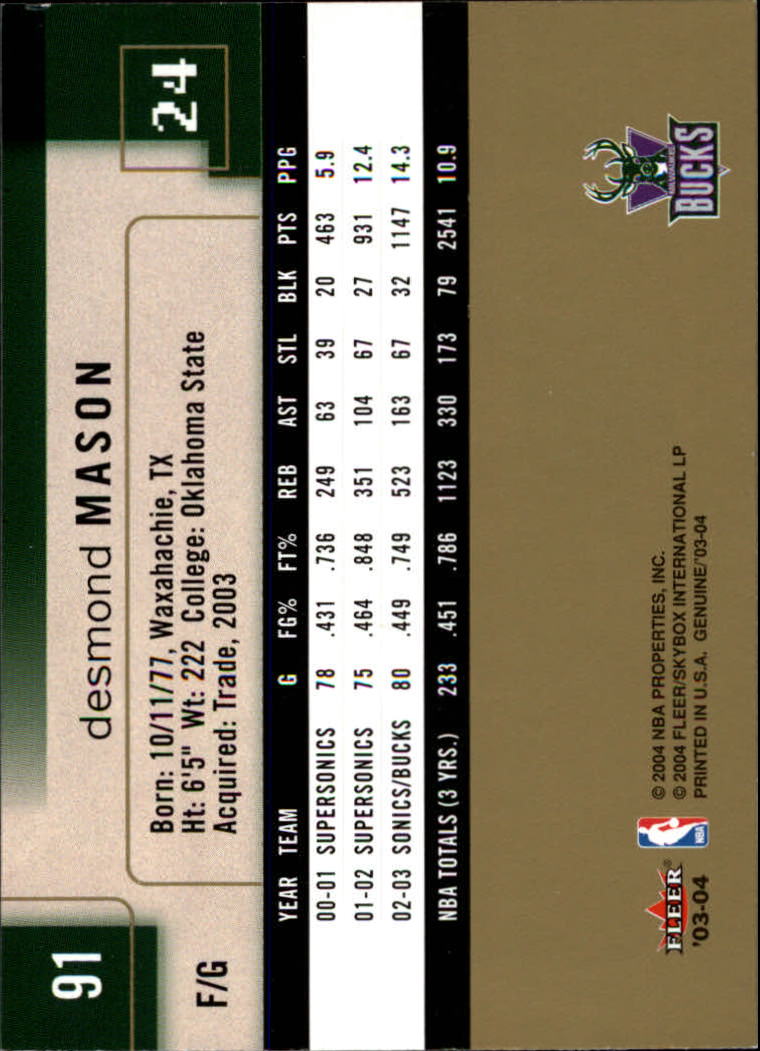 91
desmond MASON
24
F/G
Born: 10/11/77, Waxahachie, TX
Ht: 6'5" Wt: 222 College: Oklahoma State
Acquired: Trade, 2003
YEAR TEAM G FG% FT% REB AST STL BLK PTS PPG
00-01 SUPERSONICS 78 .431 .736 249 63 39 20 463 5.9
01-02 SUPERSONICS 75 .464 .848 351 104 67 27 931 12.4
02-03 SONICS/BUCKS 80 .449 .749 523 163 67 32 1147 14.3
NBA TOTALS (3 YRS.) 233 .451 .786 1123 330 173 79 2541 10.9
FLEER®
'03-04
NBA
© 2004 NBA PROPERTIES, INC.
© 2004 FLEER/SKYBOX INTERNATIONAL LP
PRINTED IN U.S.A. GENUINE/'03-04
MILWAUKEE
BUCKS